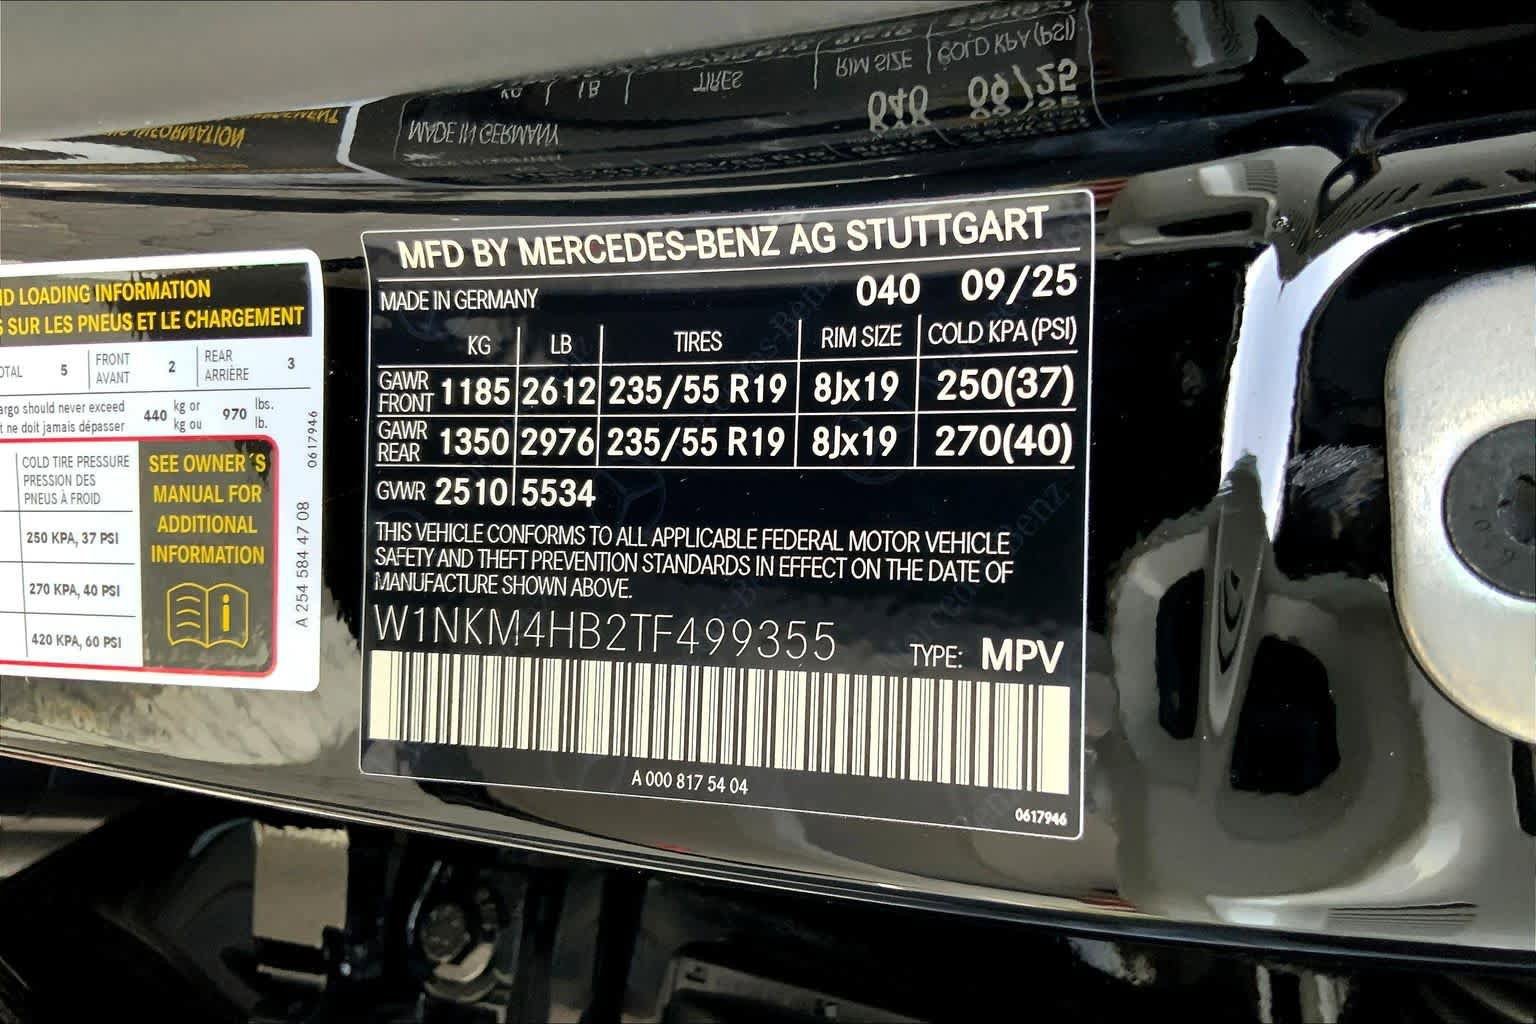 MFD BY MERCEDES-BENZ AG STUTTGART
MADE IN GERMANY 040 09/25
KG LB TIRES RIM SIZE COLD KPA (PSI)
GAWR FRONT 1185 2612 235/55 R19 8Jx19 250(37)
GAWR REAR 1350 2976 235/55 R19 8Jx19 270(40)
GVWR 2510 5534
THIS VEHICLE CONFORMS TO ALL APPLICABLE FEDERAL MOTOR VEHICLE
SAFETY AND THEFT PREVENTION STANDARDS IN EFFECT ON THE DATE OF
MANUFACTURE SHOWN ABOVE.
W1NKM4HB2TF499355
TYPE: MPV
A 000 817 54 04
0617946
LOADING INFORMATION
SUR LES PNEUS ET LE CHARGEMENT
5 FRONT AVANT 2 REAR ARRIÈRE 3
should never exceed 440 kg or 970 lbs.
ne doit jamais dépasser kg ou lb.
COLD TIRE PRESSURE
PRESSION DES
PNEUS À FROID
250 KPA, 37 PSI
270 KPA, 40 PSI
420 KPA, 60 PSI
SEE OWNER´S
MANUAL FOR
ADDITIONAL
INFORMATION
0617946
A 254 584 47 08